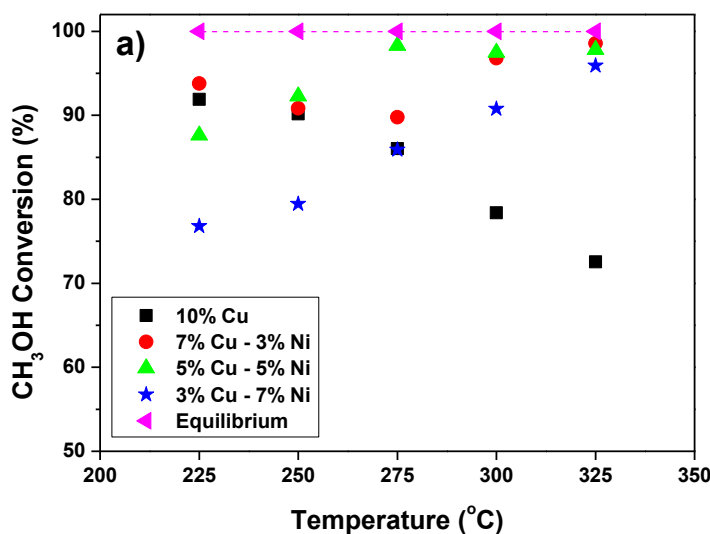 a)
CH₃OH Conversion (%)
100
90
80
70
60
50
10% Cu
7% Cu - 3% Ni
5% Cu - 5% Ni
3% Cu - 7% Ni
Equilibrium
200 225 250 275 300 325 350
Temperature (°C)